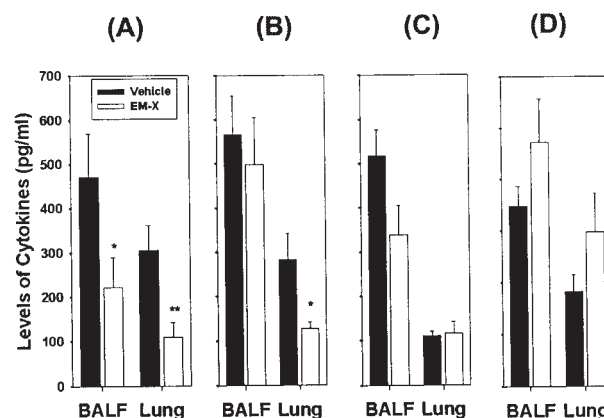 (A) (B) (C) (D)
Levels of Cytokines (pg/ml)
700
600
500
400
300
200
100
0
Vehicle
EM-X
*
**
*
BALF Lung BALF Lung BALF Lung BALF Lung